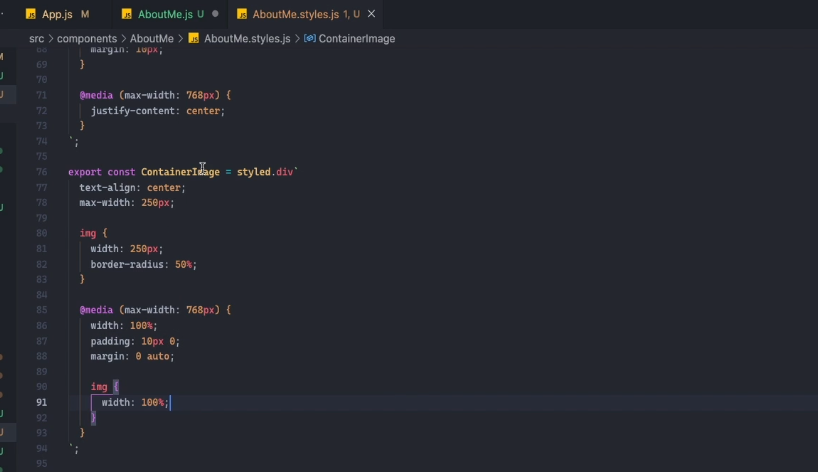 App.js M AboutMe.js U AboutMe.styles.js 1, U
src > components > AboutMe > AboutMe.styles.js > ContainerImage
68 margin: 10px;
69 }
70
71 @media (max-width: 768px) {
72 justify-content: center;
73 }
74 `;
75
76 export const ContainerImage = styled.div`
77 text-align: center;
78 max-width: 250px;
79
80 img {
81 width: 250px;
82 border-radius: 50%;
83 }
84
85 @media (max-width: 768px) {
86 width: 100%;
87 padding: 10px 0;
88 margin: 0 auto;
89
90 img {
91 width: 100%;
92 }
93 }
94 `;
95